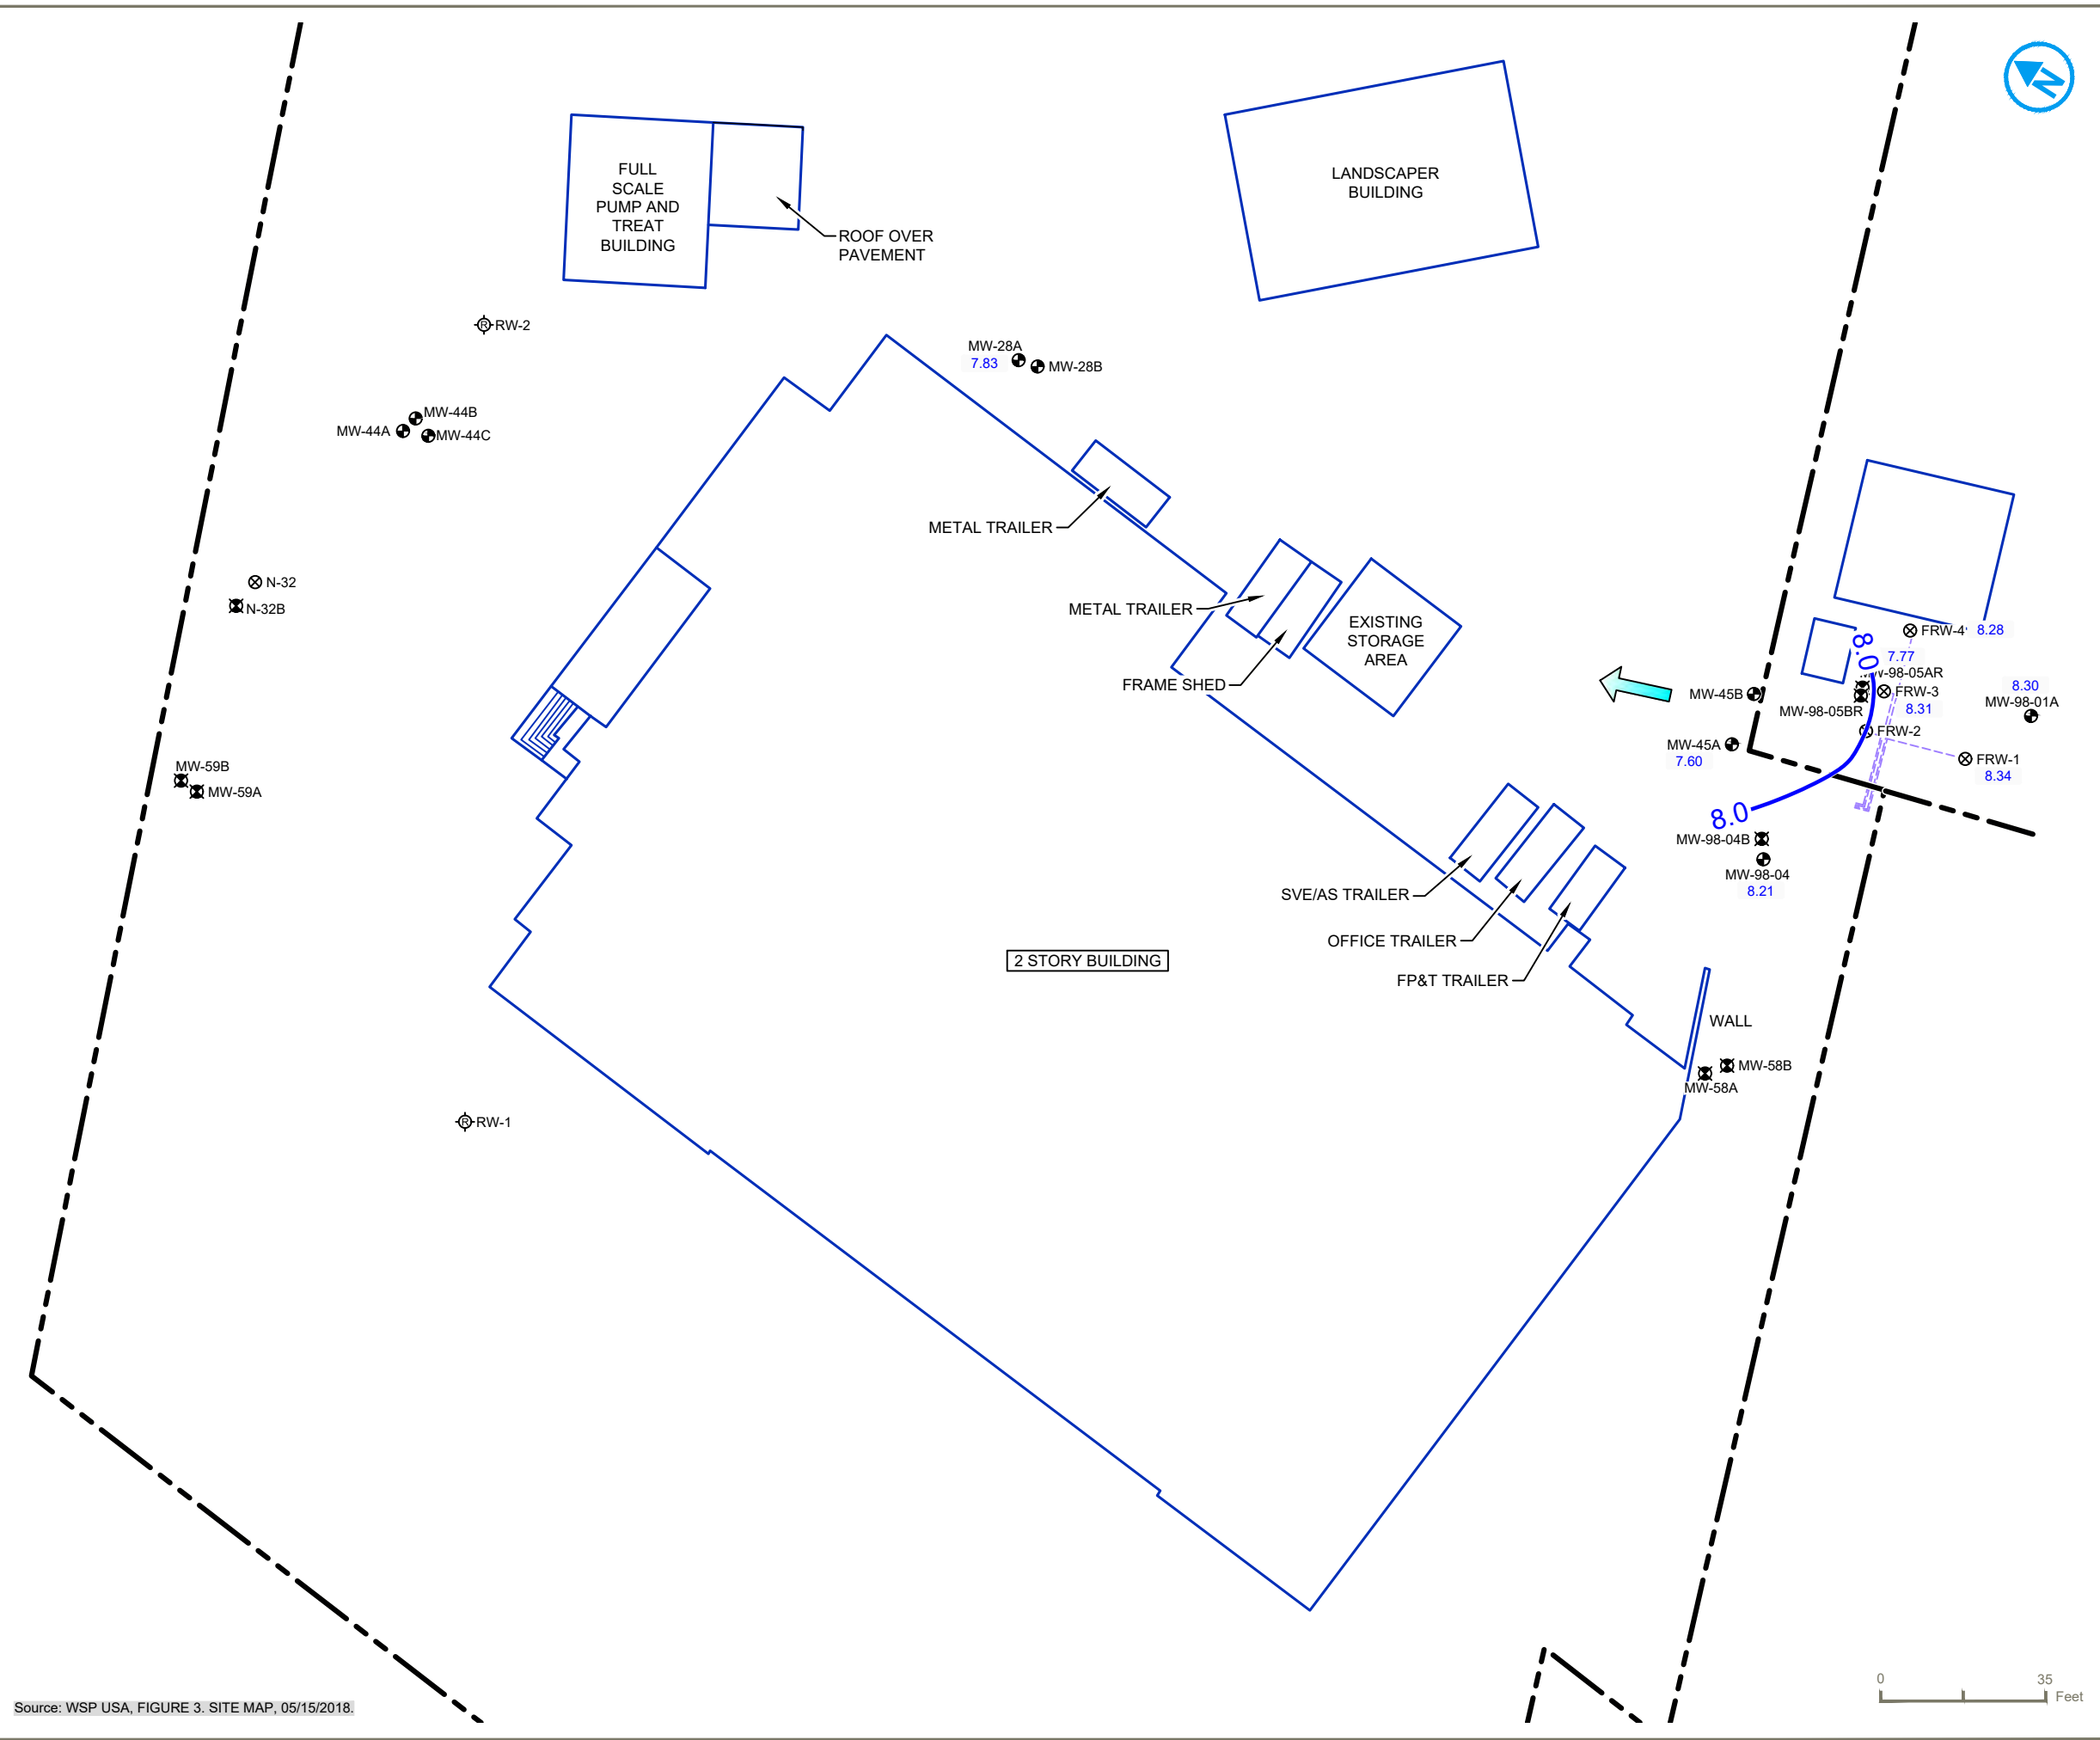 N
FULL
SCALE
PUMP AND
TREAT
BUILDING
LANDSCAPER
BUILDING
ROOF OVER
PAVEMENT
RW-2
MW-28A
7.83
MW-28B
MW-44B
MW-44A
MW-44C
METAL TRAILER
N-32
N-32B
METAL TRAILER
EXISTING
STORAGE
AREA
FRAME SHED
FRW-4
8.28
8.0
7.77
MW-98-05AR
8.30
MW-98-01A
MW-45B
FRW-3
8.31
MW-98-05BR
FRW-2
MW-45A
7.60
FRW-1
8.34
MW-59B
MW-59A
8.0
MW-98-04B
MW-98-04
8.21
SVE/AS TRAILER
OFFICE TRAILER
2 STORY BUILDING
FP&T TRAILER
WALL
MW-58B
MW-58A
RW-1
0
35
Feet
Source: WSP USA, FIGURE 3. SITE MAP, 05/15/2018.